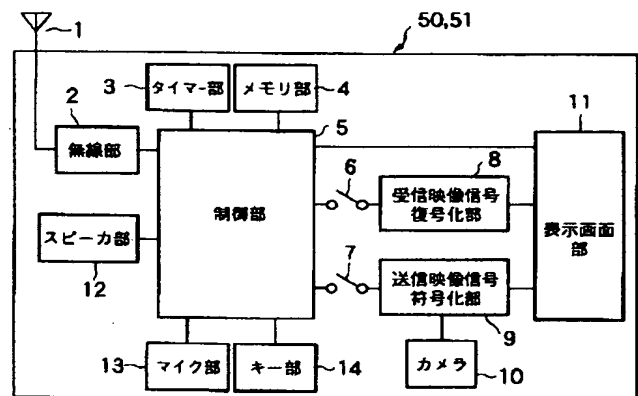 50,51
1
3
タイマー部
メモリ部
4
2
5
11
無線部
6
8
受信映像信号
復号化部
制御部
表示画面
部
スピーカ部
7
送信映像信号
符号化部
12
9
13
マイク部
キー部
14
カメラ
10